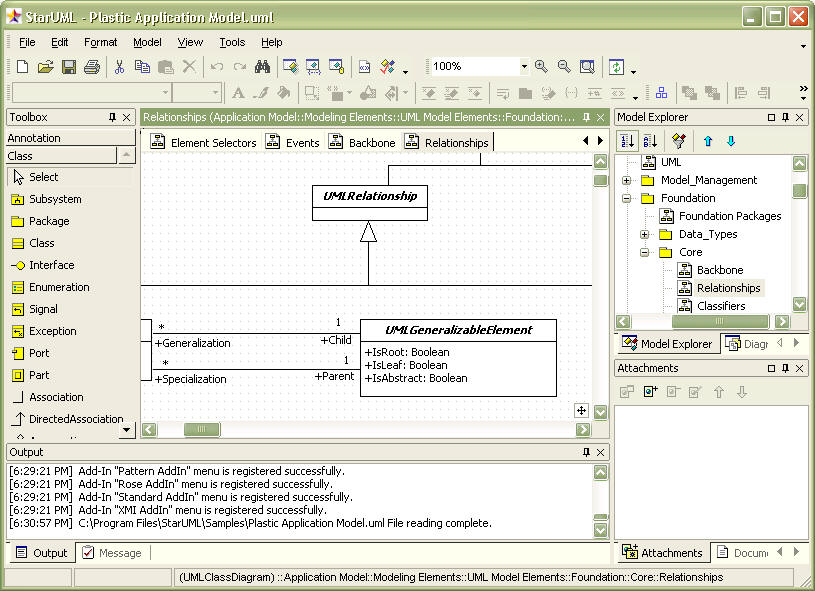 StarUML - Plastic Application Model.uml
File Edit Format Model View Tools Help
100%
Toolbox
Annotation
Class
Select
Subsystem
Package
Class
Interface
Enumeration
Signal
Exception
Port
Part
Association
DirectedAssociation
Relationships (Application Model::Modeling Elements::UML Model Elements::Foundation:...
Element Selectors Events Backbone Relationships
UMLRelationship
* 1
+Generalization +Child
* 1
+Specialization +Parent
UMLGeneralizableElement
+IsRoot: Boolean
+IsLeaf: Boolean
+IsAbstract: Boolean
Model Explorer
UML
Model_Management
Foundation
Foundation Packages
Data_Types
Core
Backbone
Relationships
Classifiers
Model Explorer Diagr
Attachments
Attachments Docum
Output
[6:29:21 PM] Add-In "Pattern AddIn" menu is registered successfully.
[6:29:21 PM] Add-In "Rose AddIn" menu is registered successfully.
[6:29:21 PM] Add-In "Standard AddIn" menu is registered successfully.
[6:29:21 PM] Add-In "XMI AddIn" menu is registered successfully.
[6:30:57 PM] C:\Program Files\StarUML\Samples\Plastic Application Model.uml File reading complete.
Output Message
(UMLClassDiagram) ::Application Model::Modeling Elements::UML Model Elements::Foundation::Core::Relationships